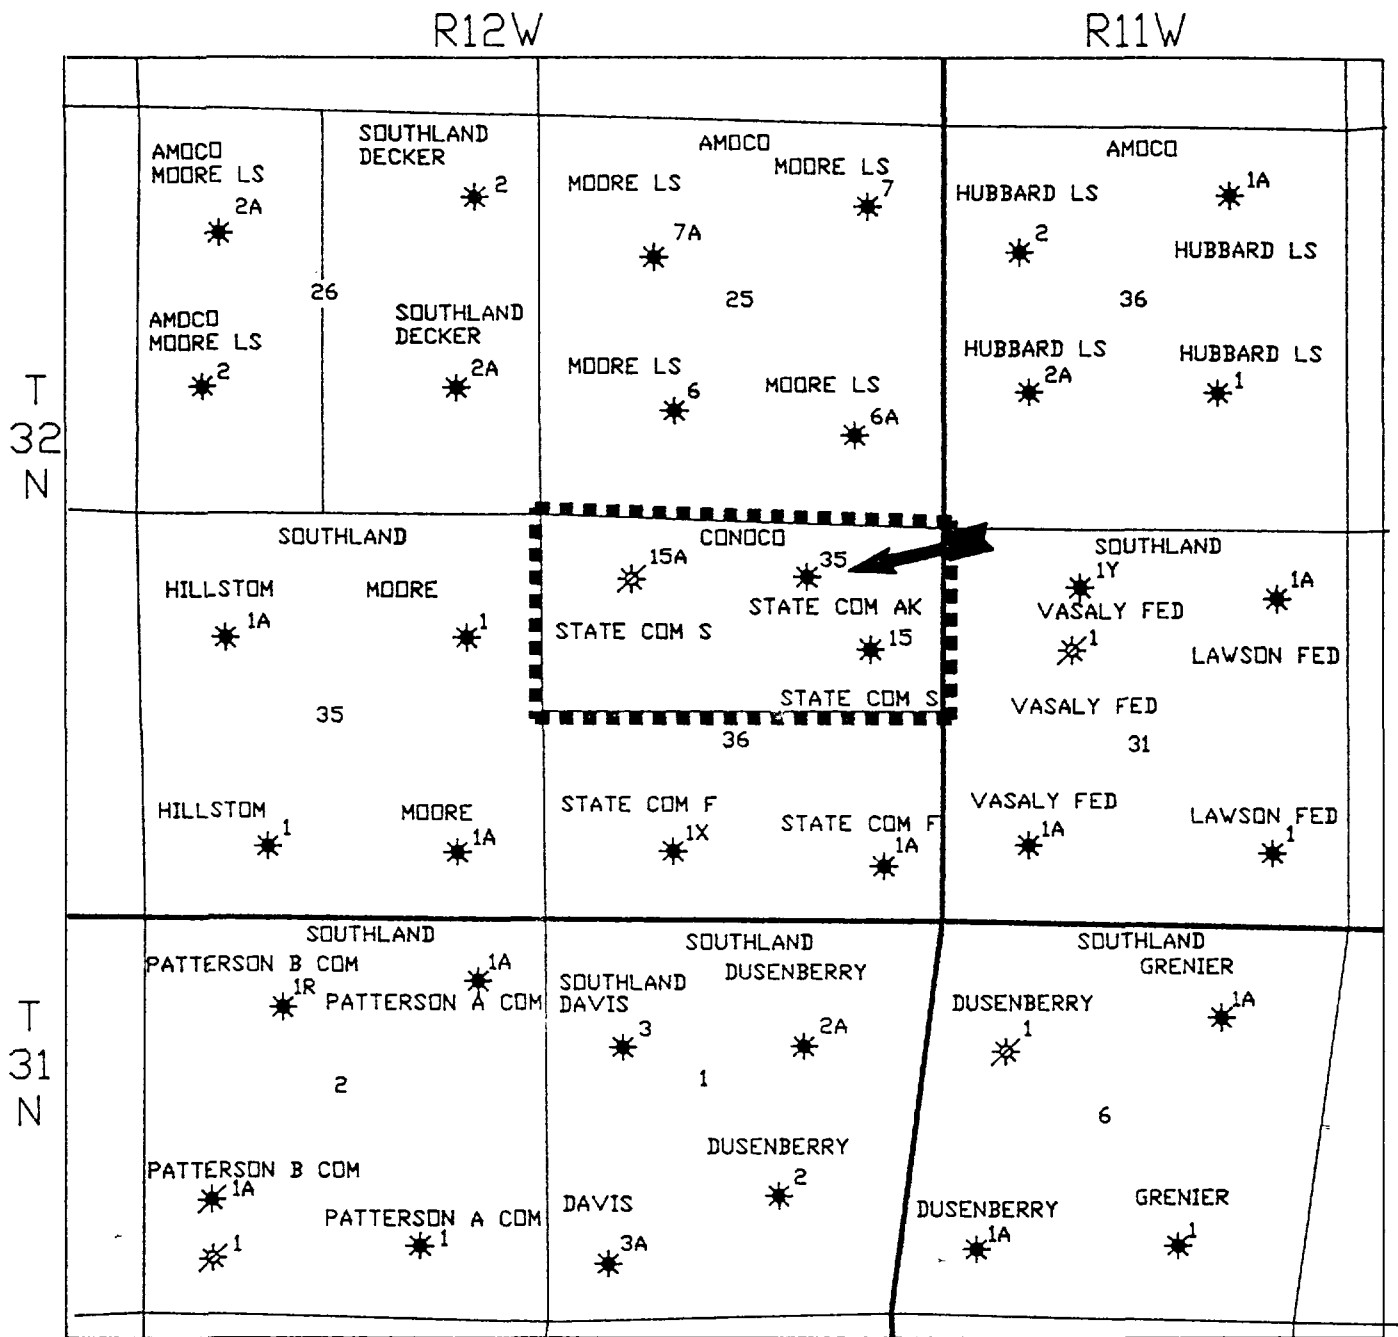 R12W
R11W
T
32
N
AMOCO
MOORE LS
2A
SOUTHLAND
DECKER
2
26
AMOCO
MOORE LS
2
SOUTHLAND
DECKER
2A
AMOCO
MOORE LS
7
MOORE LS
7A
25
MOORE LS
6
MOORE LS
6A
AMOCO
HUBBARD LS
1A
2
HUBBARD LS
36
HUBBARD LS
2A
HUBBARD LS
1
SOUTHLAND
HILLSTOM
1A
MOORE
1
35
HILLSTOM
1
MOORE
1A
CONOCO
15A
35
STATE COM AK
STATE COM S
15
STATE COM S
36
STATE COM F
1X
STATE COM F
1A
SOUTHLAND
1Y
1A
VASALY FED
1
LAWSON FED
VASALY FED
31
VASALY FED
1A
LAWSON FED
1
T
31
N
SOUTHLAND
PATTERSON B COM
1A
1R
PATTERSON A COM
2
PATTERSON B COM
1A
PATTERSON A COM
1
1
SOUTHLAND
DUSENBERRY
SOUTHLAND
DAVIS
3
2A
1
DUSENBERRY
2
DAVIS
3A
SOUTHLAND
GRENIER
DUSENBERRY
1A
1
6
GRENIER
DUSENBERRY
1A
1